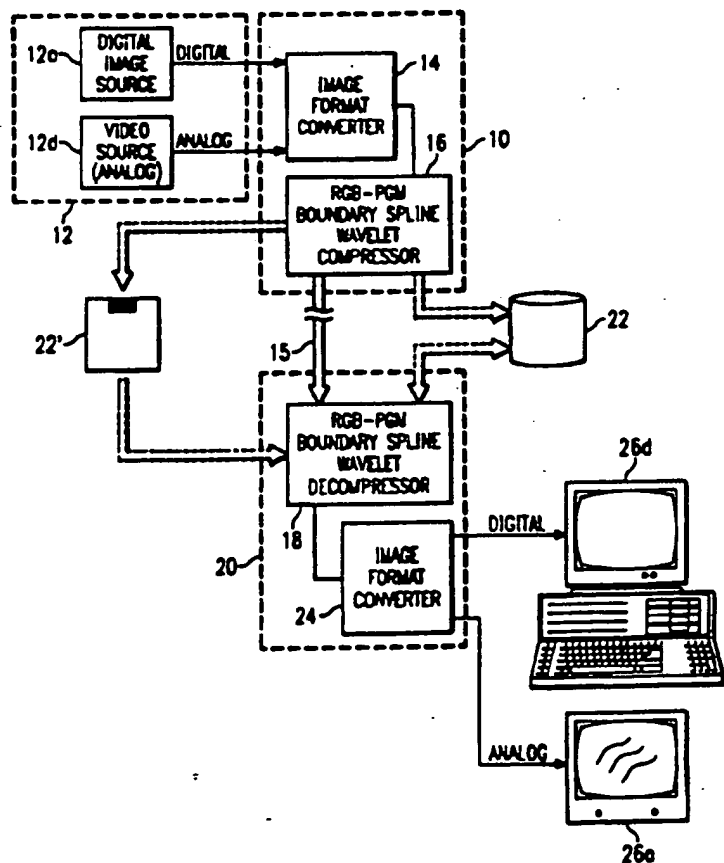 12a
DIGITAL
IMAGE
SOURCE
DIGITAL
12d
VIDEO
SOURCE
(ANALOG)
ANALOG
12
IMAGE
FORMAT
CONVERTER
14
10
16
RGB-PGM
BOUNDARY SPLINE
WAVELET
COMPRESSOR
22'
15
22
RGB-PGM
BOUNDARY SPLINE
WAVELET
DECOMPRESSOR
18
20
IMAGE
FORMAT
CONVERTER
24
DIGITAL
26d
ANALOG
26a